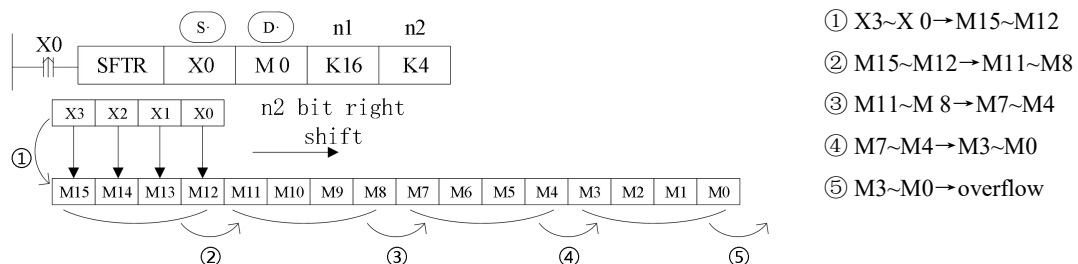 S· D· n1 n2
X0
SFTR X0 M 0 K16 K4
X3 X2 X1 X0
n2 bit right
shift
①
M15 M14 M13 M12 M11 M10 M9 M8 M7 M6 M5 M4 M3 M2 M1 M0
② ③ ④ ⑤
① X3~X 0→M15~M12
② M15~M12→M11~M8
③ M11~M 8→M7~M4
④ M7~M4→M3~M0
⑤ M3~M0→overflow